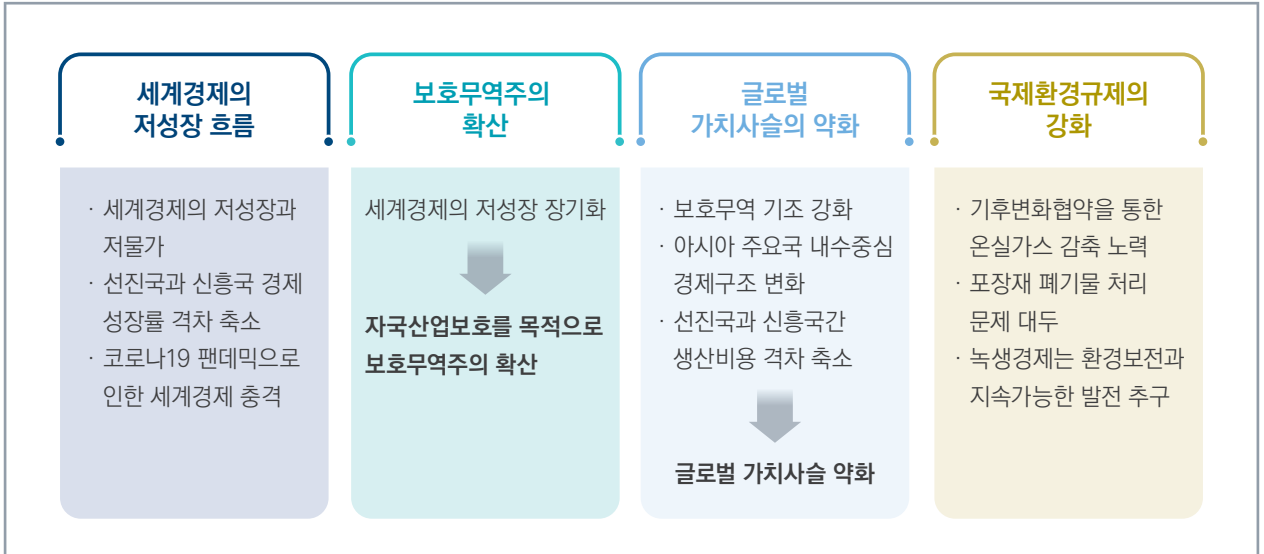 세계경제의
저성장 흐름
· 세계경제의 저성장과
저물가
· 선진국과 신흥국 경제
성장률 격차 축소
· 코로나19 팬데믹으로
인한 세계경제 충격
보호무역주의
확산
세계경제의 저성장 장기화
자국산업보호를 목적으로
보호무역주의 확산
글로벌
가치사슬의 약화
· 보호무역 기조 강화
· 아시아 주요국 내수중심
경제구조 변화
· 선진국과 신흥국간
생산비용 격차 축소
글로벌 가치사슬 약화
국제환경규제의
강화
· 기후변화협약을 통한
온실가스 감축 노력
· 포장재 폐기물 처리
문제 대두
· 녹생경제는 환경보전과
지속가능한 발전 추구